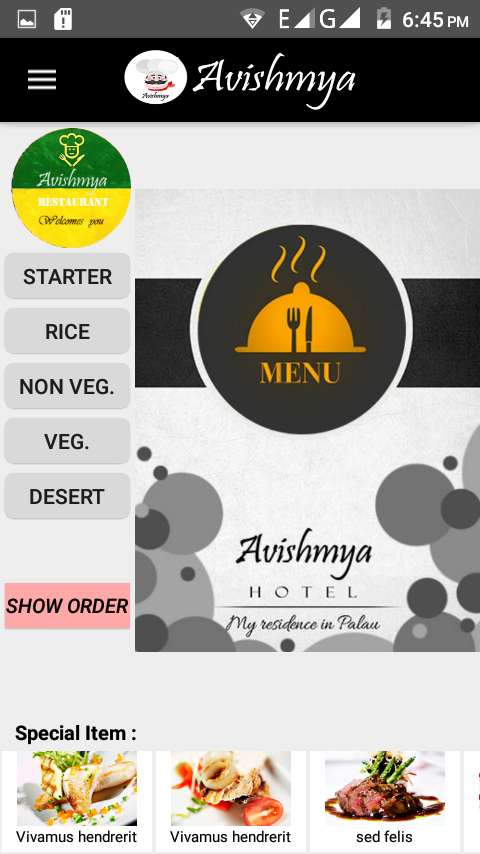 E G 6:45 PM
Avishmya
Avishmya
Avishmya
RESTAURANT
Welcomes you
STARTER
RICE
NON VEG.
VEG.
DESERT
SHOW ORDER
MENU
Avishmya
HOTEL
My residence in Palau
Special Item :
Vivamus hendrerit
Vivamus hendrerit
sed felis